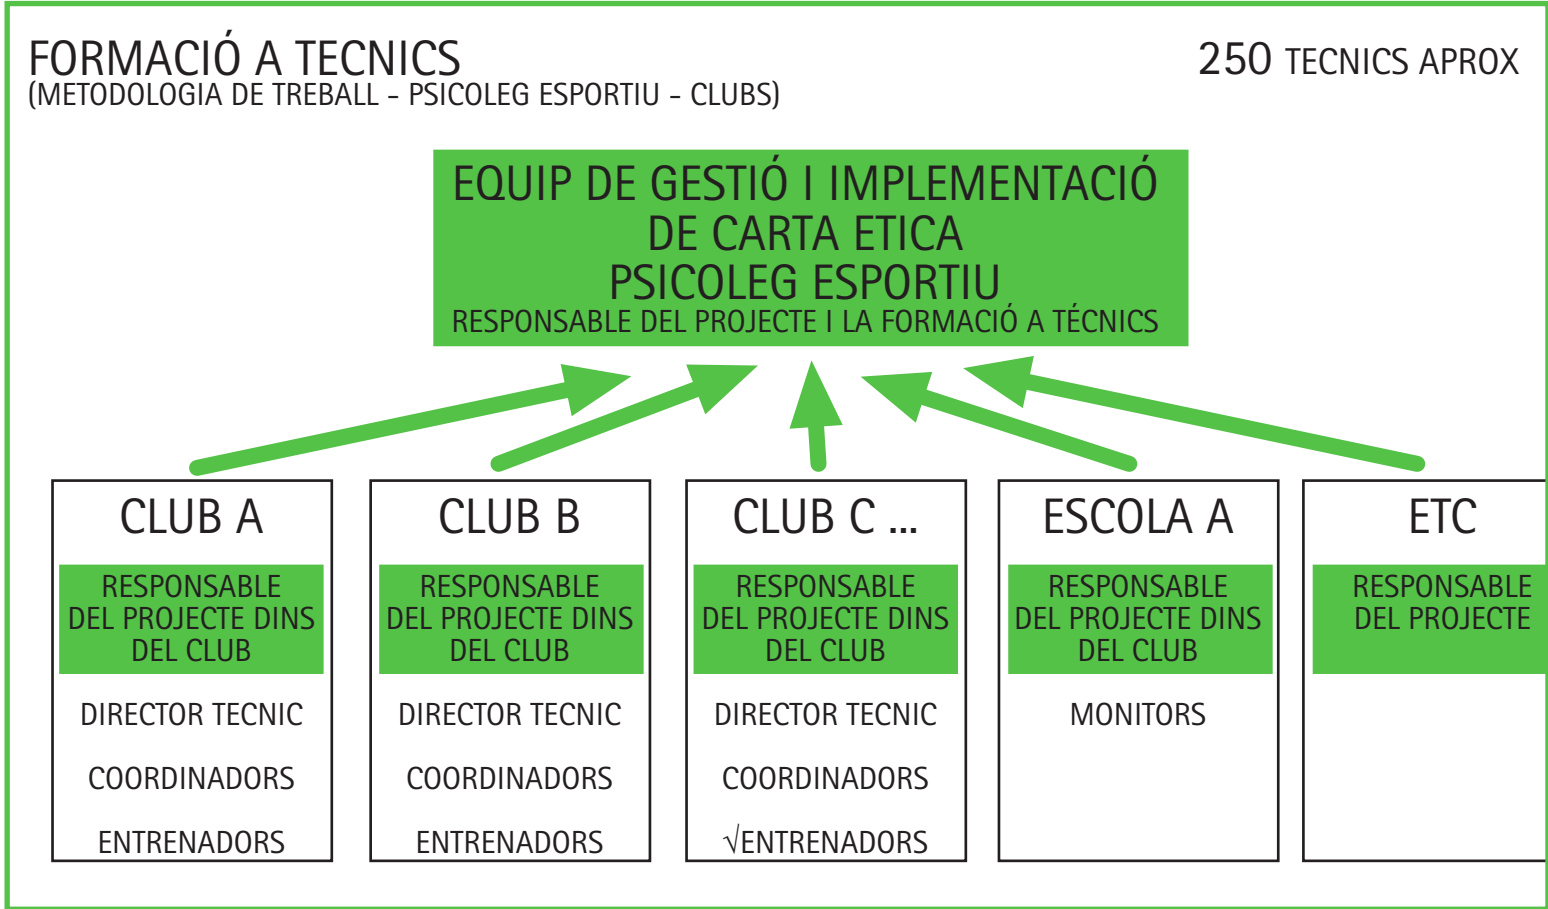 FORMACIÓ A TECNICS
250 TECNICS APROX
(METODOLOGIA DE TREBALL - PSICOLEG ESPORTIU - CLUBS)
EQUIP DE GESTIÓ I IMPLEMENTACIÓ
DE CARTA ETICA
PSICOLEG ESPORTIU
RESPONSABLE DEL PROJECTE I LA FORMACIÓ A TÉCNICS
CLUB A
RESPONSABLE
DEL PROJECTE DINS
DEL CLUB
DIRECTOR TECNIC
COORDINADORS
ENTRENADORS
CLUB B
RESPONSABLE
DEL PROJECTE DINS
DEL CLUB
DIRECTOR TECNIC
COORDINADORS
ENTRENADORS
CLUB C ...
RESPONSABLE
DEL PROJECTE DINS
DEL CLUB
DIRECTOR TECNIC
COORDINADORS
√ENTRENADORS
ESCOLA A
RESPONSABLE
DEL PROJECTE DINS
DEL CLUB
MONITORS
ETC
RESPONSABLE
DEL PROJECTE